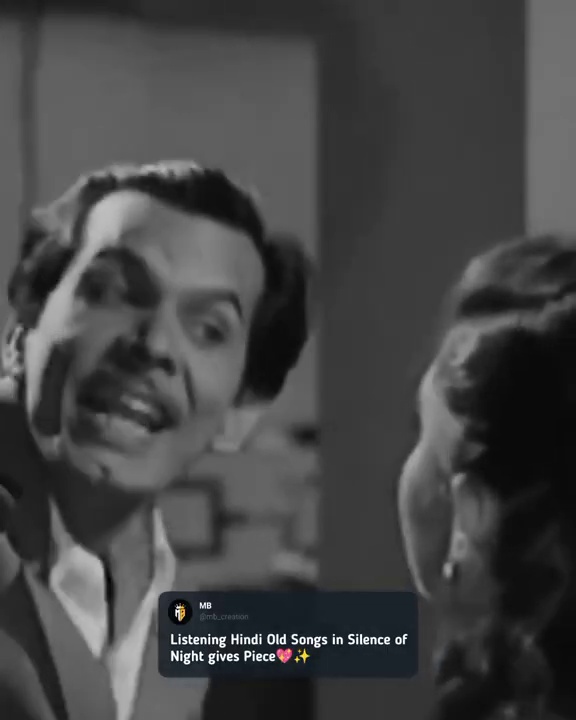 MB
@mb_creation
Listening Hindi Old Songs in Silence of
Night gives Piece💖✨